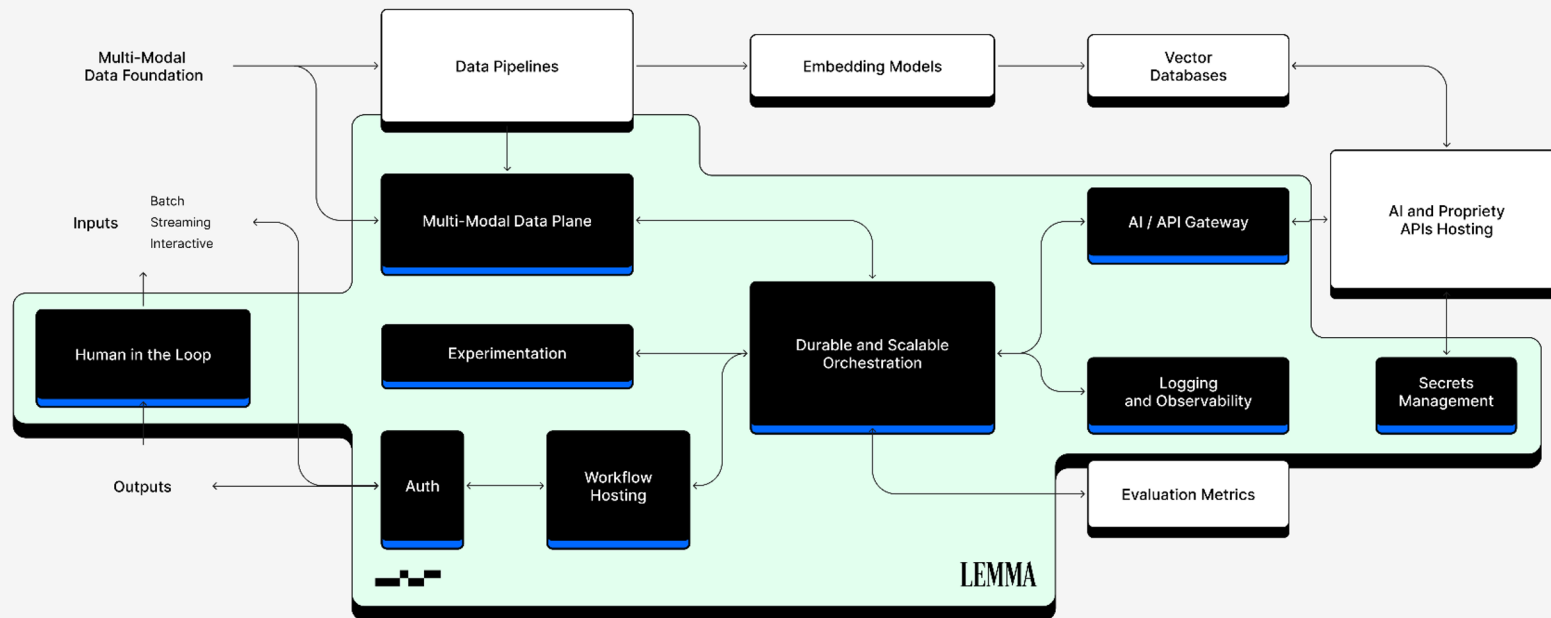 Multi-Modal
Data Foundation
Data Pipelines
Embedding Models
Vector
Databases
Multi-Modal Data Plane
AI / API Gateway
AI and Propriety
APIs Hosting
Inputs
Batch
Streaming
Interactive
Human in the Loop
Experimentation
Durable and Scalable
Orchestration
Logging
and Observability
Secrets
Management
Outputs
Auth
Workflow
Hosting
Evaluation Metrics
LEMMA